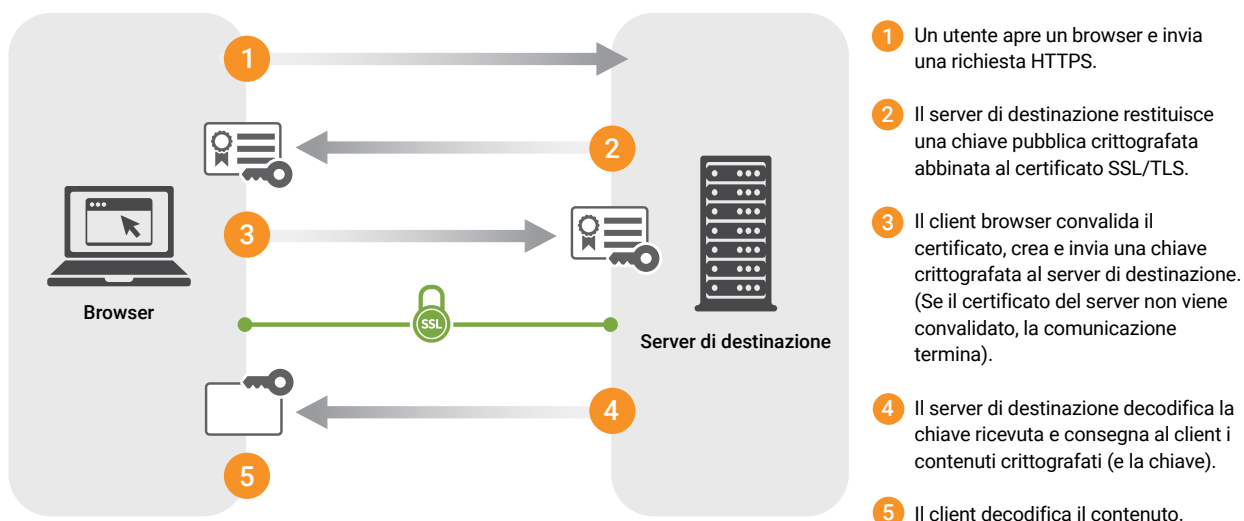 1
2
3
SSL
4
5
Browser
Server di destinazione
1 Un utente apre un browser e invia
una richiesta HTTPS.
2 Il server di destinazione restituisce
una chiave pubblica crittografata
abbinata al certificato SSL/TLS.
3 Il client browser convalida il
certificato, crea e invia una chiave
crittografata al server di destinazione.
(Se il certificato del server non viene
convalidato, la comunicazione
termina).
4 Il server di destinazione decodifica la
chiave ricevuta e consegna al client i
contenuti crittografati (e la chiave).
5 Il client decodifica il contenuto.